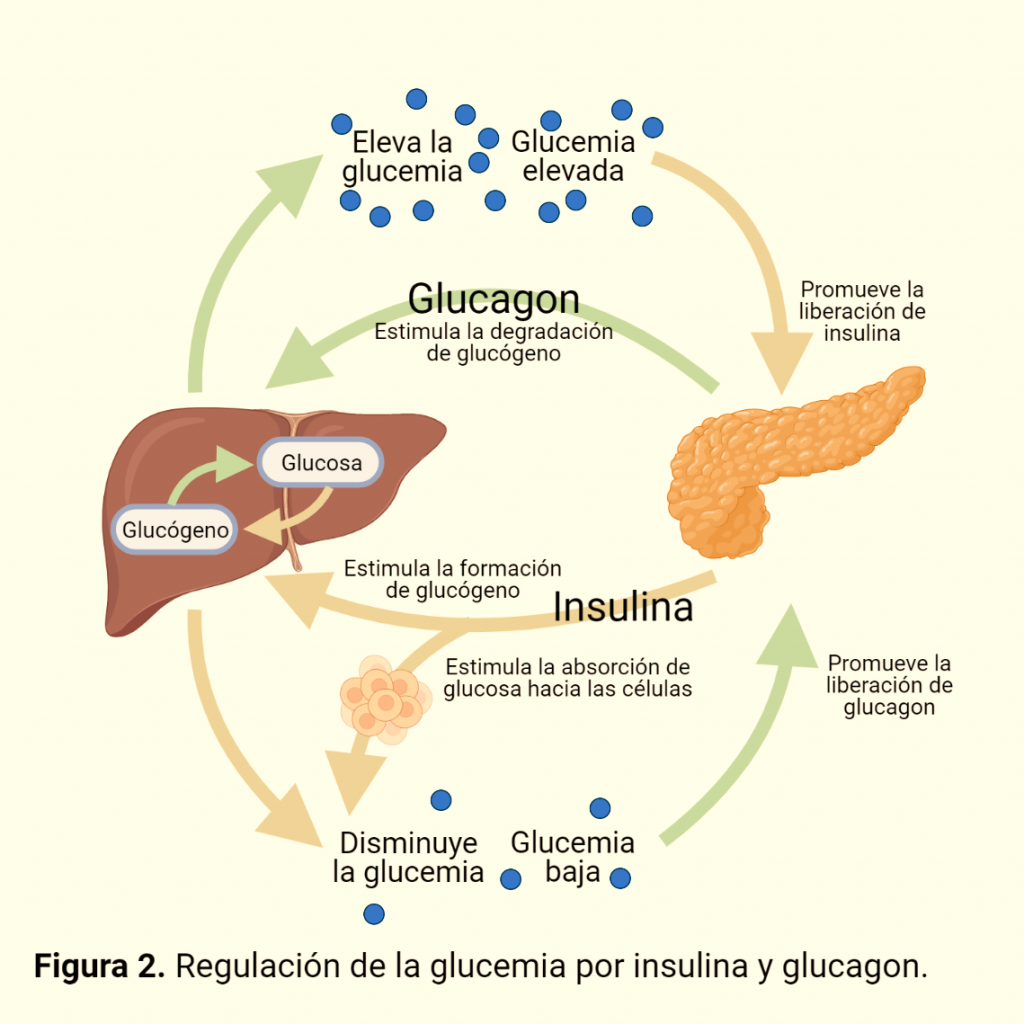 Eleva la
glucemia
Glucemia
elevada
Promueve la
liberación de
insulina
Glucagon
Estimula la degradación
de glucógeno
Glucosa
Glucógeno
Estimula la formación
de glucógeno
Insulina
Estimula la absorción de
glucosa hacia las células
Promueve la
liberación de
glucagon
Disminuye
la glucemia
Glucemia
baja
Figura 2. Regulación de la glucemia por insulina y glucagon.